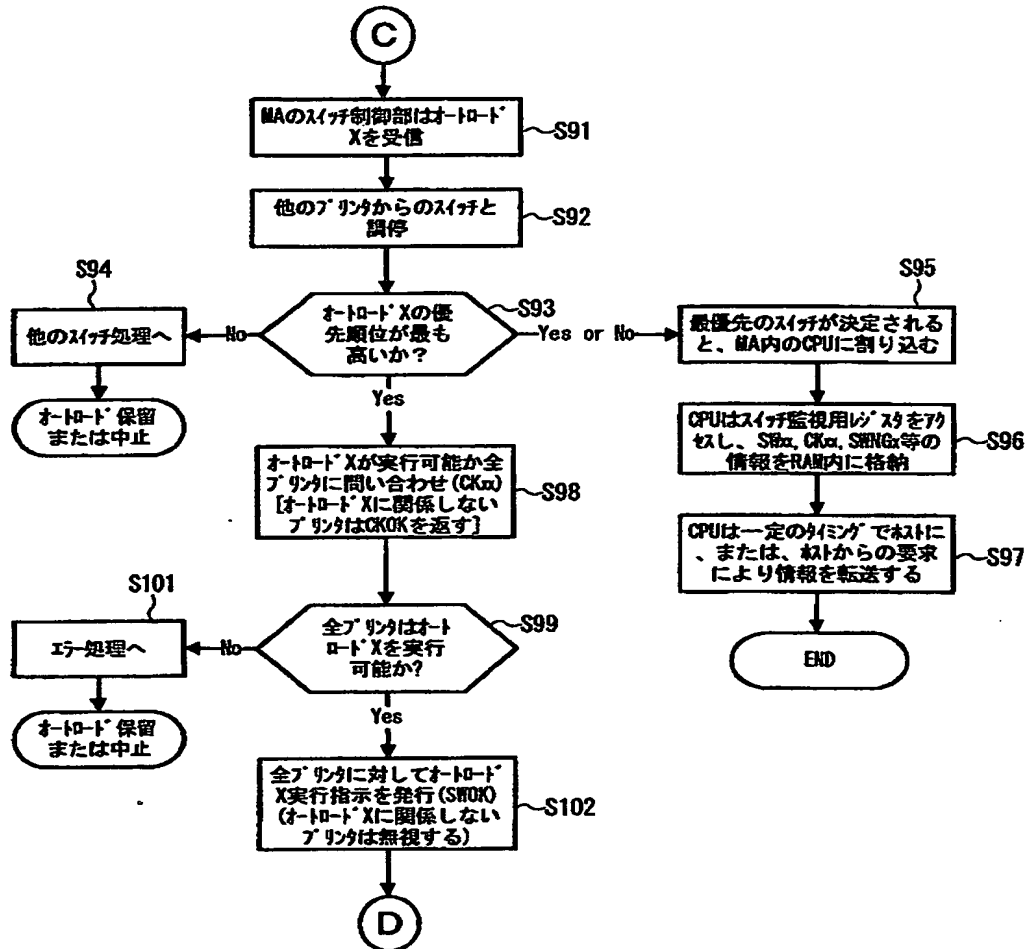 C
MAのスイッチ制御部はオートロード
Xを受信
S91
他のプリンタからのスイッチと
調停
S92
S94
S93
オートロードXの優
先順位が最も
高いか?
No
他のスイッチ処理へ
オートロード保留
または中止
Yes or No
S95
最優先のスイッチが決定される
と、MA内のCPUに割り込む
Yes
CPUはスイッチ監視用レジスタをアク
セスし、SWxx,CKxx,SWNGx等の
情報をRAM内に格納
S96
オートロードXが実行可能か全
プリンタに問い合わせ(CKxx)
[オートロードXに関係しない
プリンタはCKOKを返す]
S98
CPUは一定のタイミングでホストに
、または、ホストからの要求
により情報を転送する
S97
END
S101
S99
全プリンタはオート
ロードXを実行
可能か?
No
エラー処理へ
オートロード保留
または中止
Yes
全プリンタに対してオートロード
X実行指示を発行(SWOK)
(オートロードXに関係しない
プリンタは無視する)
S102
D